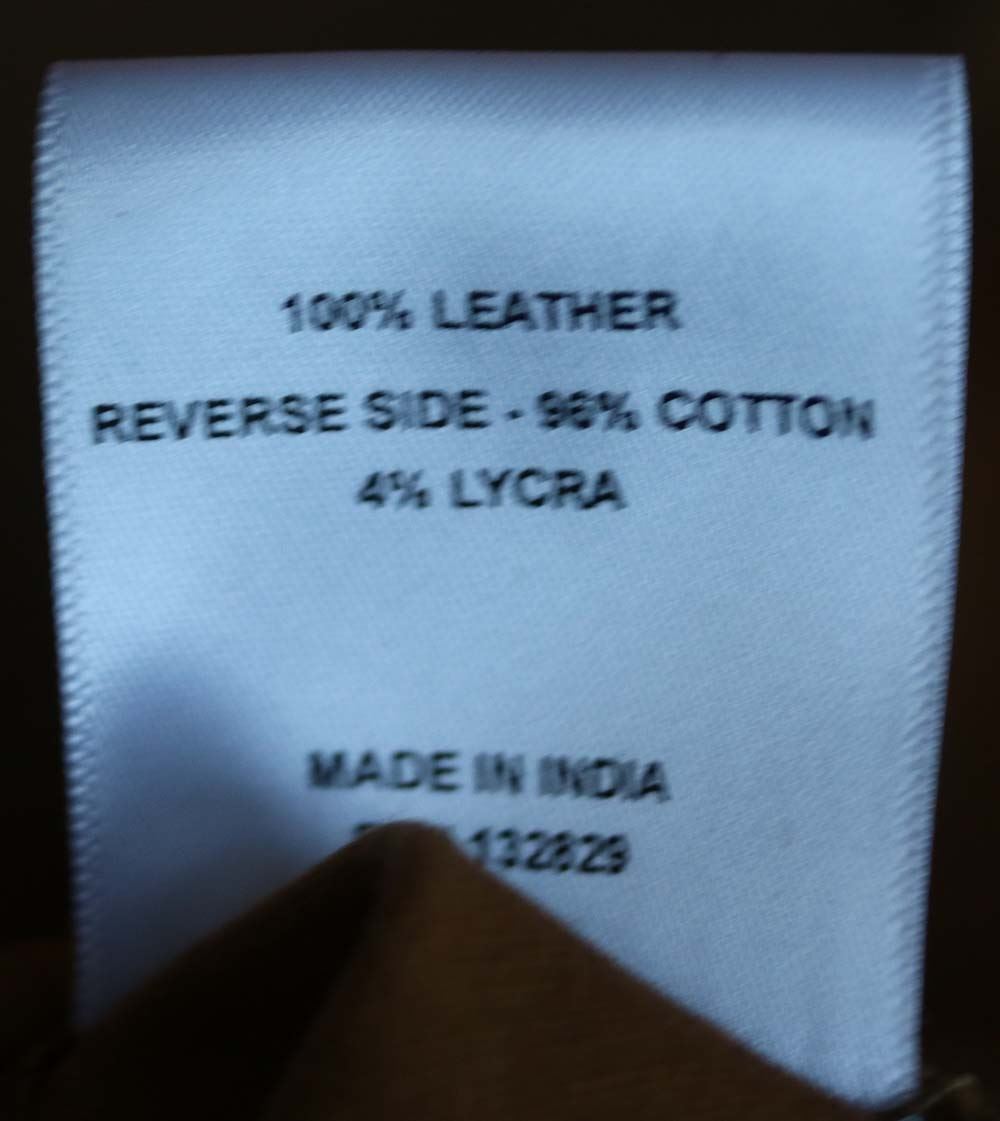 100% LEATHER
REVERSE SIDE - 96% COTTON
4% LYCRA
MADE IN INDIA
132829